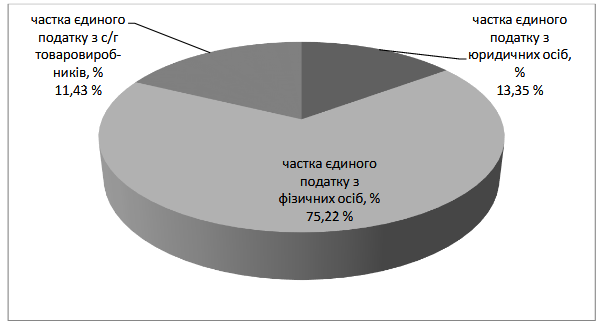 частка єдиного
податку з с/г
товаровироб-
ників, %
11,43 %
частка єдиного
податку з
юридичних осіб,
%
13,35 %
частка єдиного
податку з
фізичних осіб, %
75,22 %